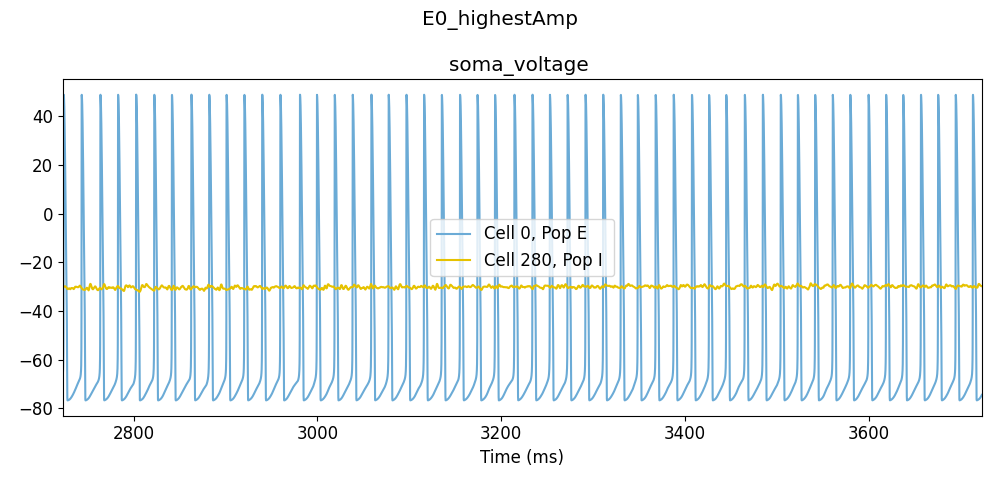 E0_highestAmp
soma_voltage
40
20
0
−20
−40
−60
−80
Cell 0, Pop E
Cell 280, Pop I
2800
3000
3200
3400
3600
Time (ms)